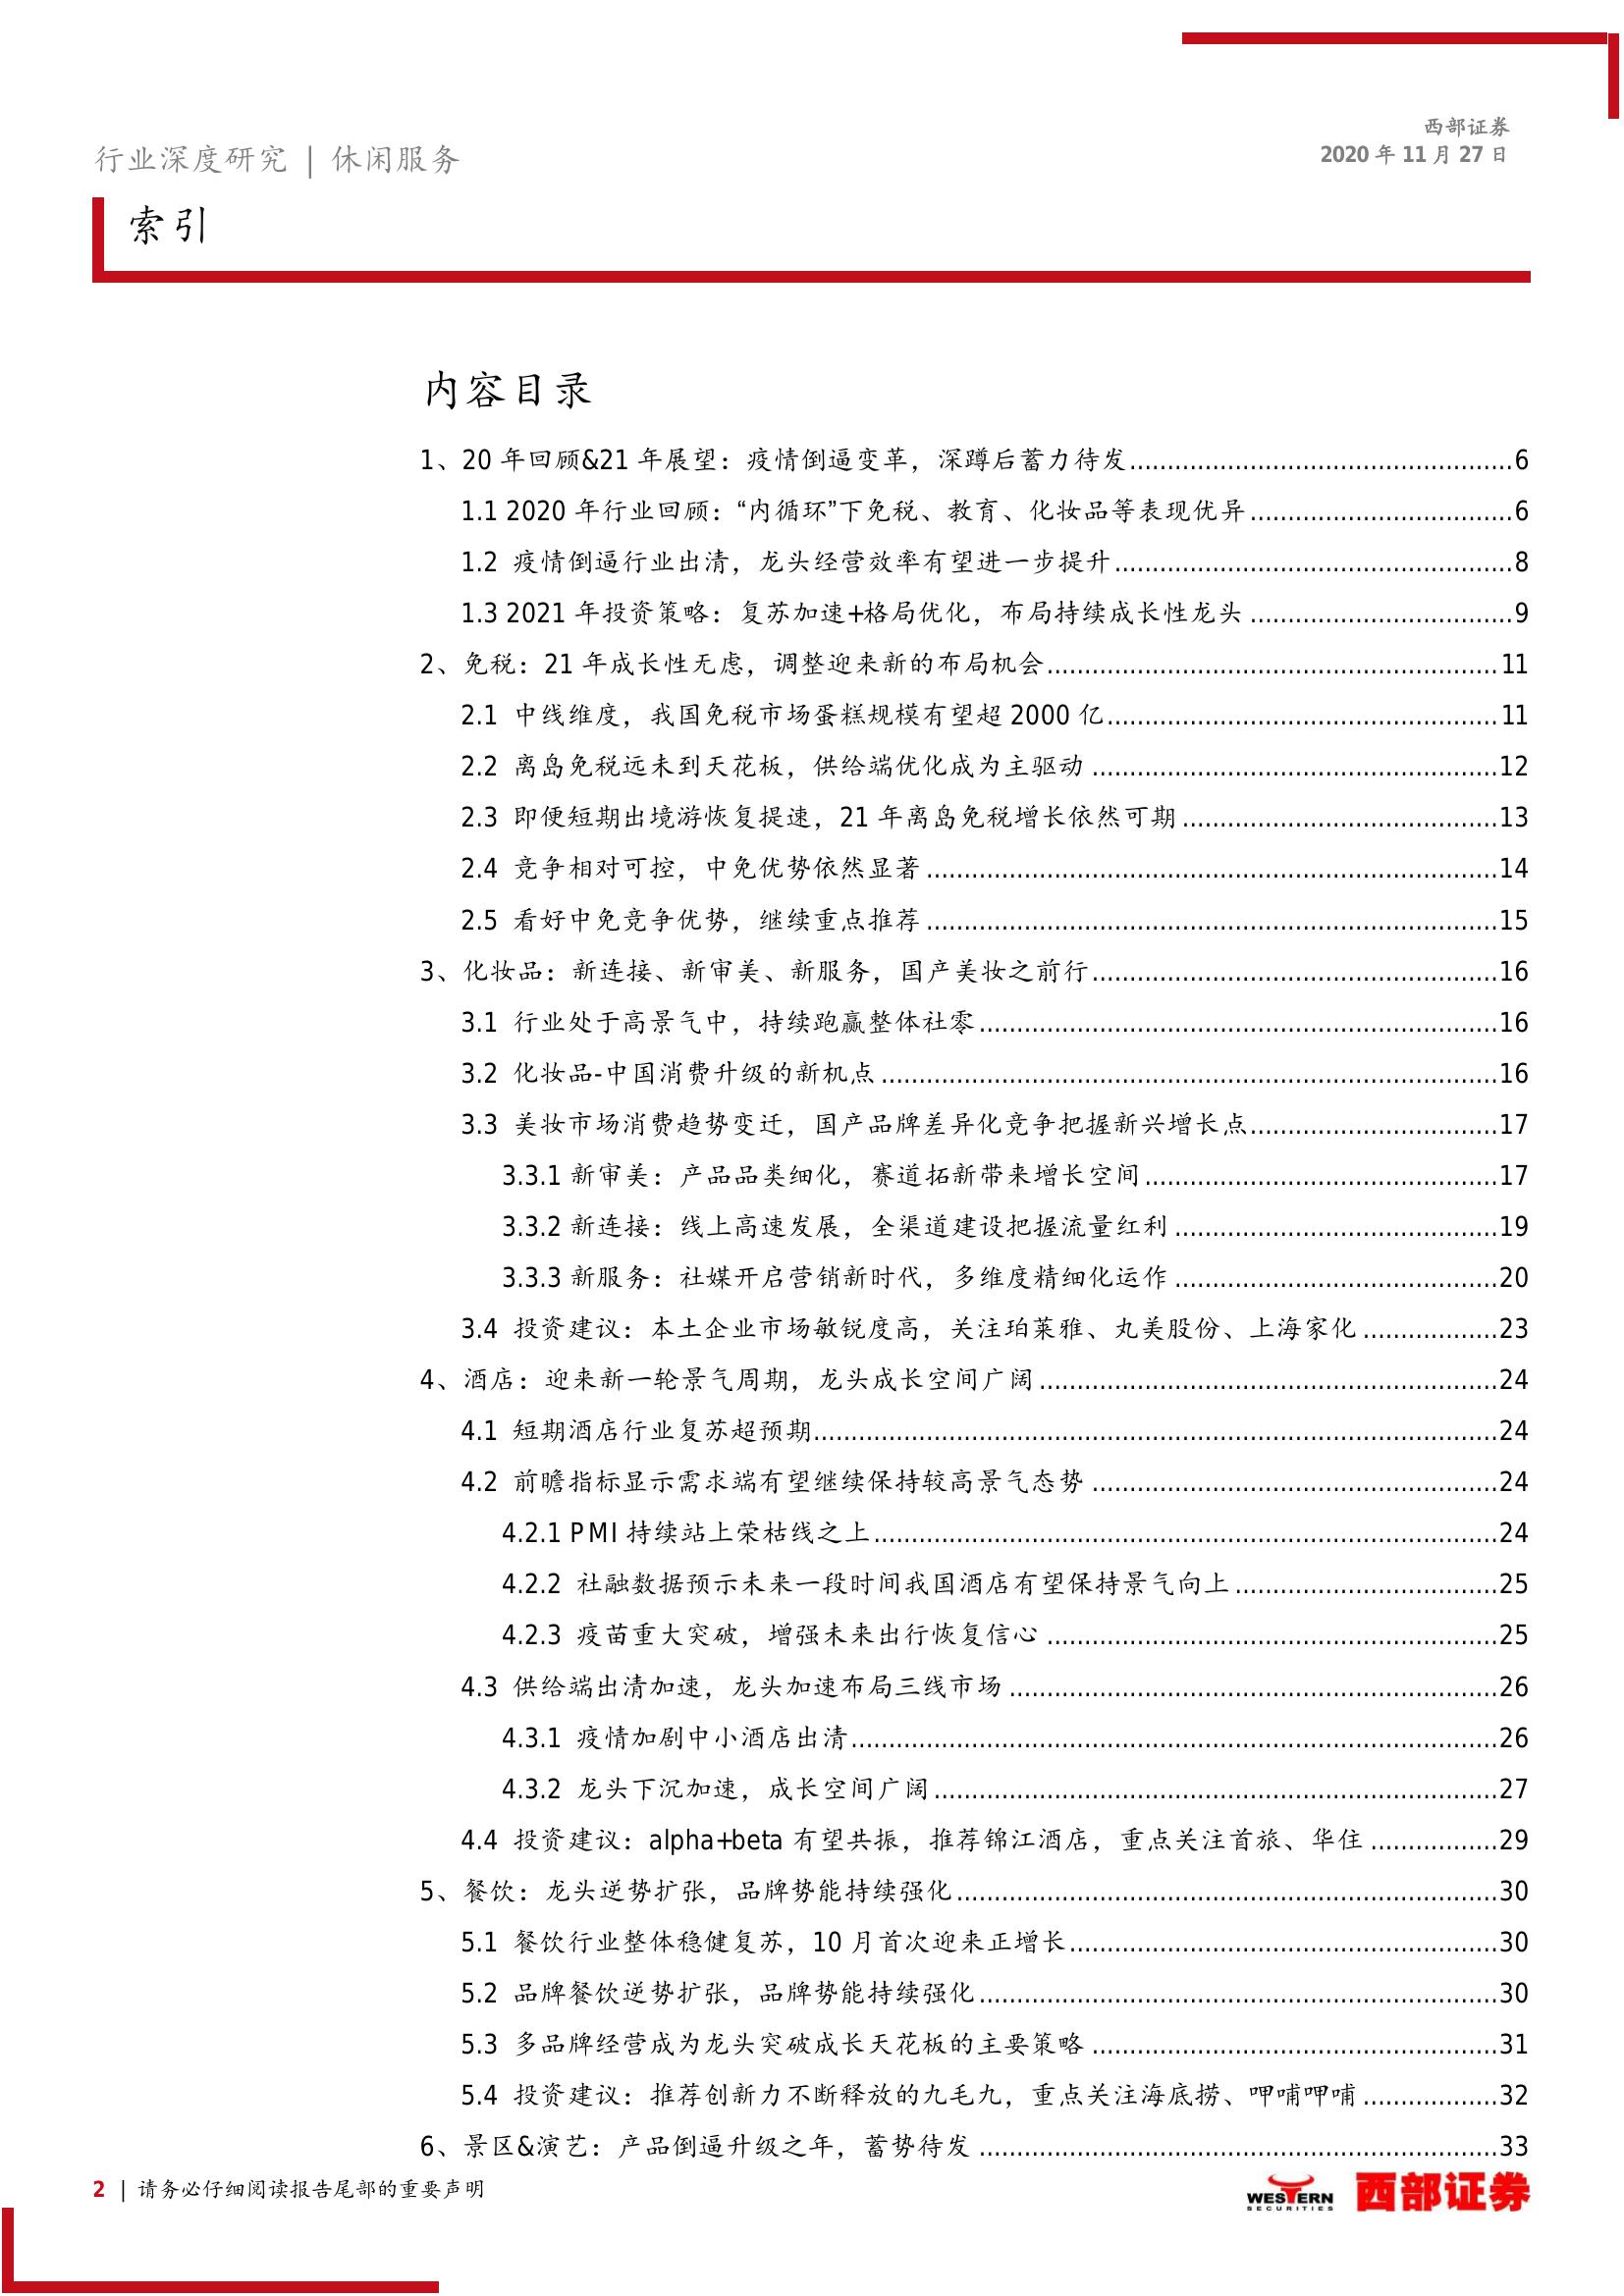 西部证券
2020 年 11 月 27 日
行业深度研究 | 休闲服务
索引
内容目录
1、20 年回顾&21 年展望：疫情倒逼变革，深蹲后蓄力待发......6
1.1 2020 年行业回顾：“内循环”下免税、教育、化妆品等表现优异......6
1.2 疫情倒逼行业出清，龙头经营效率有望进一步提升......8
1.3 2021 年投资策略：复苏加速+格局优化，布局持续成长性龙头......9
2、免税：21 年成长性无虑，调整迎来新的布局机会......11
2.1 中线维度，我国免税市场蛋糕规模有望超 2000 亿......11
2.2 离岛免税远未到天花板，供给端优化成为主驱动......12
2.3 即便短期出境游恢复提速，21 年离岛免税增长依然可期......13
2.4 竞争相对可控，中免优势依然显著......14
2.5 看好中免竞争优势，继续重点推荐......15
3、化妆品：新连接、新审美、新服务，国产美妆之前行......16
3.1 行业处于高景气中，持续跑赢整体社零......16
3.2 化妆品-中国消费升级的新机点......16
3.3 美妆市场消费趋势变迁，国产品牌差异化竞争把握新兴增长点......17
3.3.1 新审美：产品品类细化，赛道拓新带来增长空间......17
3.3.2 新连接：线上高速发展，全渠道建设把握流量红利......19
3.3.3 新服务：社媒开启营销新时代，多维度精细化运作......20
3.4 投资建议：本土企业市场敏锐度高，关注珀莱雅、丸美股份、上海家化......23
4、酒店：迎来新一轮景气周期，龙头成长空间广阔......24
4.1 短期酒店行业复苏超预期......24
4.2 前瞻指标显示需求端有望继续保持较高景气态势......24
4.2.1 PMI 持续站上荣枯线之上......24
4.2.2 社融数据预示未来一段时间我国酒店有望保持景气向上......25
4.2.3 疫苗重大突破，增强未来出行恢复信心......25
4.3 供给端出清加速，龙头加速布局三线市场......26
4.3.1 疫情加剧中小酒店出清......26
4.3.2 龙头下沉加速，成长空间广阔......27
4.4 投资建议：alpha+beta 有望共振，推荐锦江酒店，重点关注首旅、华住......29
5、餐饮：龙头逆势扩张，品牌势能持续强化......30
5.1 餐饮行业整体稳健复苏，10 月首次迎来正增长......30
5.2 品牌餐饮逆势扩张，品牌势能持续强化......30
5.3 多品牌经营成为龙头突破成长天花板的主要策略......31
5.4 投资建议：推荐创新力不断释放的九毛九，重点关注海底捞、呷哺呷哺......32
6、景区&演艺：产品倒逼升级之年，蓄势待发......33
2 | 请务必仔细阅读报告尾部的重要声明
WESTERN
SECURITIES
西部证券